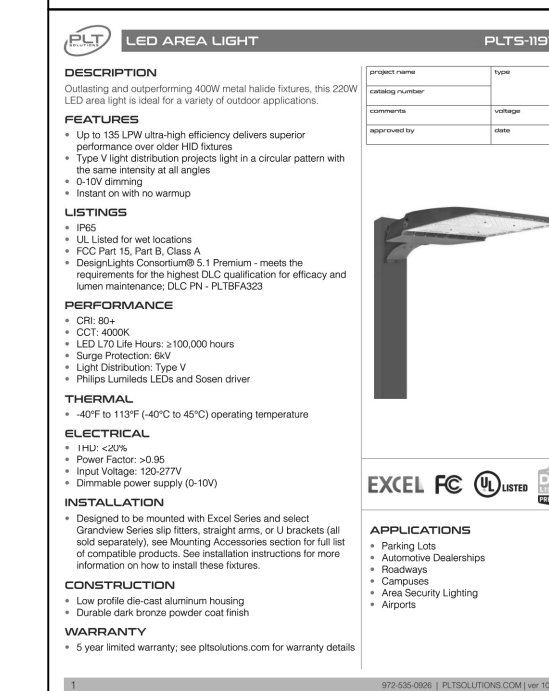 PLT
SOLUTIONS
LED AREA LIGHT
DESCRIPTION
Outlasting and outperforming 400W metal halide fixtures, this 220W
LED area light is ideal for a variety of outdoor applications.
FEATURES
• Up to 135 LPW ultra-high efficiency delivers superior
performance over older HID fixtures
• Type V light distribution projects light in a circular pattern with
the same intensity at all angles
• 0-10V dimming
• Instant on with no warmup
LISTINGS
• IP65
• UL Listed for wet locations
• FCC Part 15, Part B, Class A
• DesignLights Consortium® 5.1 Premium - meets the
requirements for the highest DLC qualification for efficacy and
lumen maintenance; DLC PN - PLTBFA323
PERFORMANCE
• CRI: 80+
• CCT: 4000K
• LED L70 Life Hours: ≥100,000 hours
• Surge Protection: 6kV
• Light Distribution: Type V
• Philips Lumileds LEDs and Sosen driver
THERMAL
• -40°F to 113°F (-40°C to 45°C) operating temperature
ELECTRICAL
• THD: <20%
• Power Factor: >0.95
• Input Voltage: 120-277V
• Dimmable power supply (0-10V)
INSTALLATION
• Designed to be mounted with Excel Series and select
Grandview Series slip fitters, straight arms, or U brackets (all
sold separately), see Mounting Accessories section for full list
of compatible products. See installation instructions for more
information on how to install these fixtures.
CONSTRUCTION
• Low profile die-cast aluminum housing
• Durable dark bronze powder coat finish
WARRANTY
• 5 year limited warranty; see pltsolutions.com for warranty details
project name
type
catalog number
comments
voltage
approved by
date
EXCEL FC UL LISTED
APPLICATIONS
• Parking Lots
• Automotive Dealerships
• Roadways
• Campuses
• Area Security Lighting
• Airports
1
972-535-0926 | PLTSOLUTIONS.COM | ver